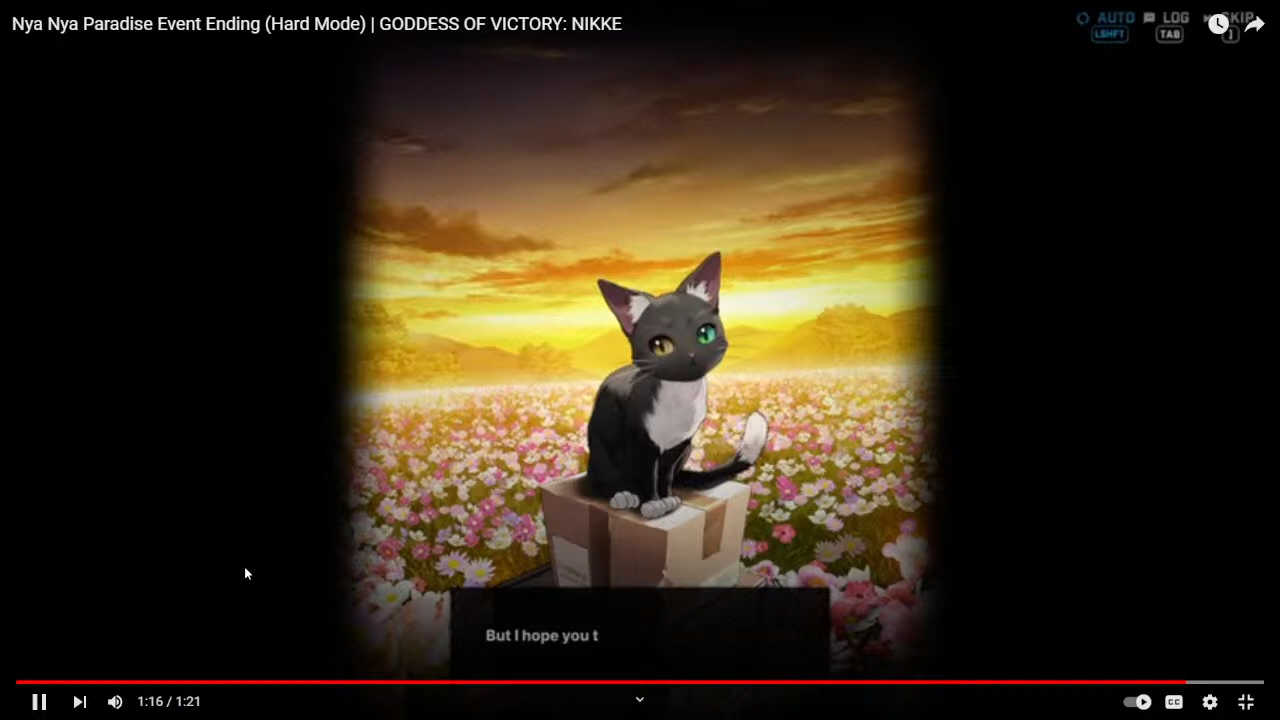 Nya Nya Paradise Event Ending (Hard Mode) | GODDESS OF VICTORY: NIKKE
AUTO LOG SKIP
LSHFT TAB ]
But I hope you t
1:16 / 1:21
CC